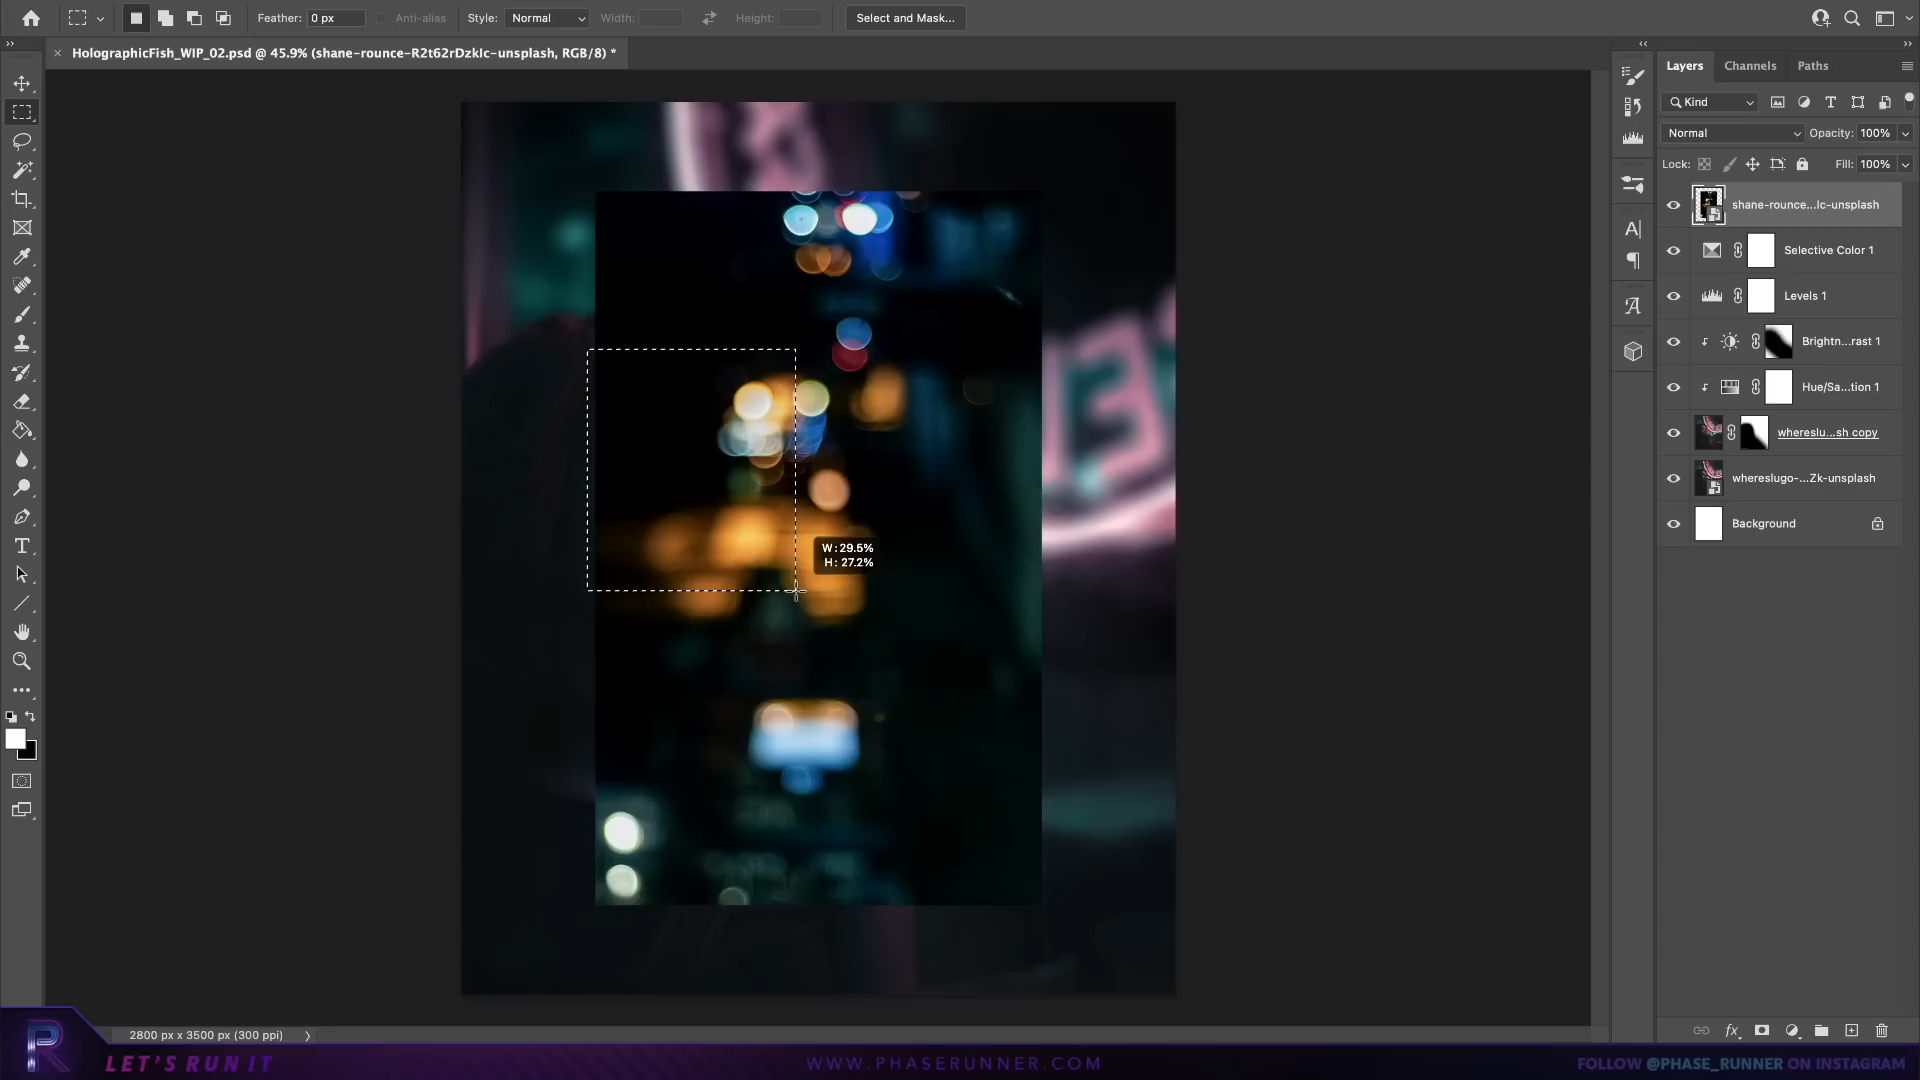 Feather: 0 px Anti-alias Style: Normal Width: Height: Select and Mask...
HolographicFish_WIP_02.psd @ 45.9% (shane-rounce-R2t62rDzkIc-unsplash, RGB/8) *
Layers Channels Paths
Kind
Normal Opacity: 100%
Lock: Fill: 100%
shane-rounce...Ic-unsplash
Selective Color 1
Levels 1
Brightn...rast 1
Hue/Sa...tion 1
whereslu...sh copy
whereslugo-...Zk-unsplash
Background
W: 29.5%
H: 27.2%
2800 px x 3500 px (300 ppi)
LET'S RUN IT
WWW.PHASERUNNER.COM
FOLLOW @PHASE_RUNNER ON INSTAGRAM